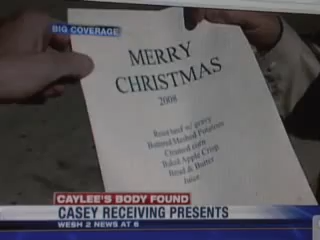 BIG COVERAGE
MERRY
CHRISTMAS
2008
Roast beef w/ gravy
Buttered Mashed Potatoes
Creamed corn
Baked Apple Crisp
Bread & Butter
Juice
CAYLEE'S BODY FOUND
CASEY RECEIVING PRESENTS
WESH 2 NEWS AT 6